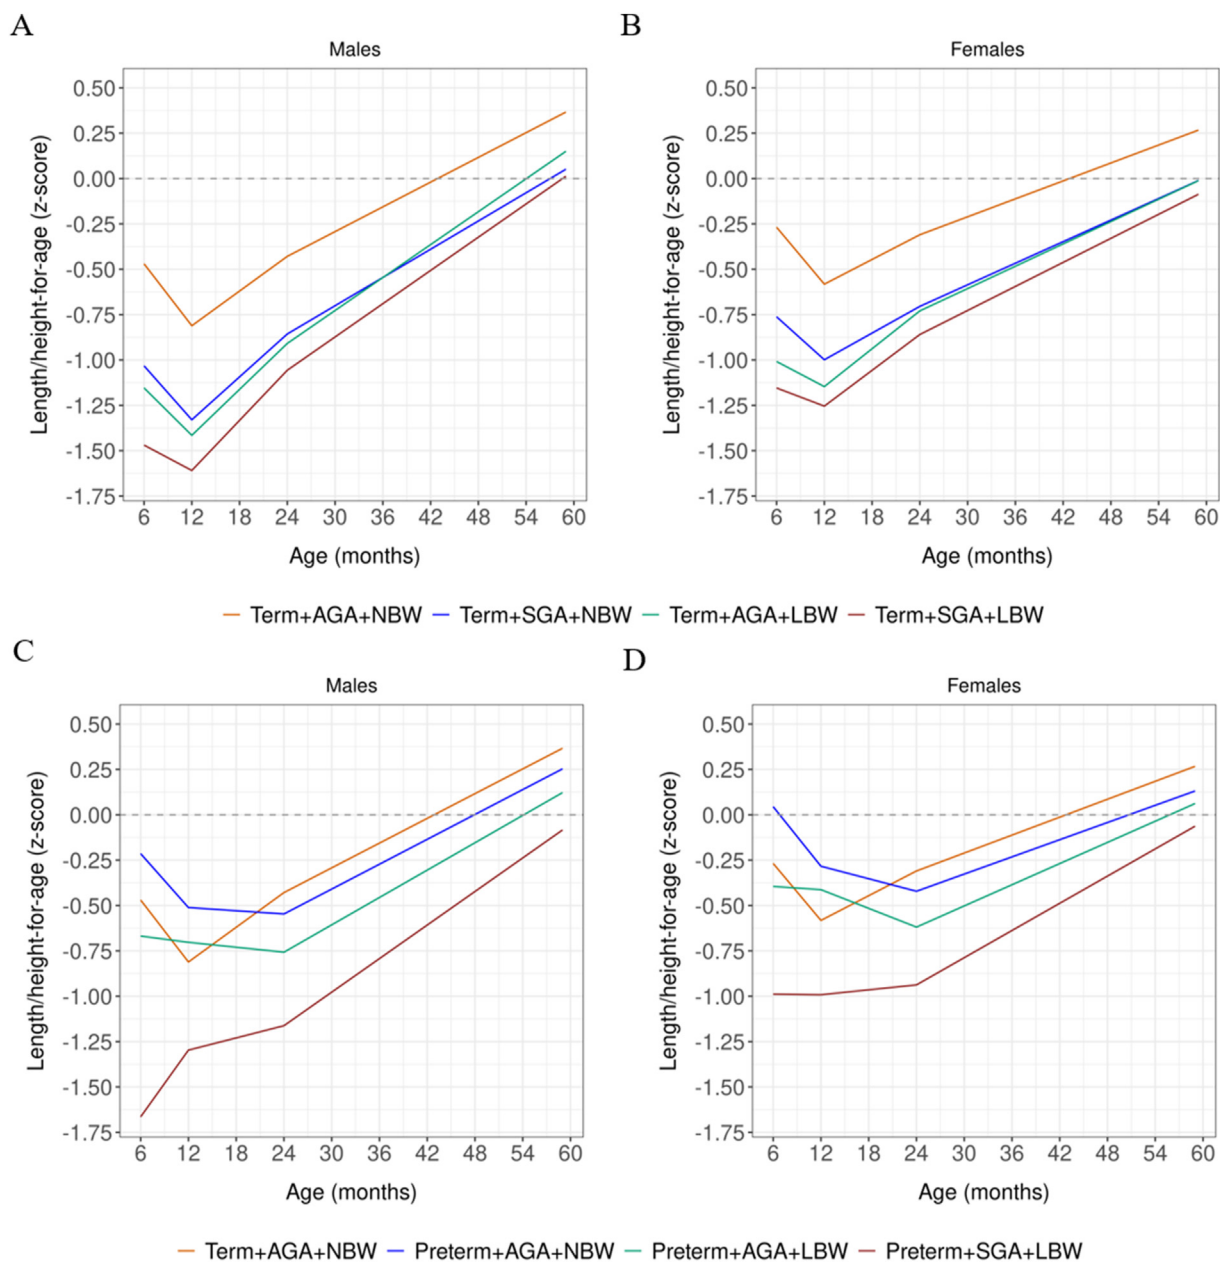 A
B
Males
Females
Length/height-for-age (z-score)
0.50
0.25
0.00
-0.25
-0.50
-0.75
-1.00
-1.25
-1.50
-1.75
6 12 18 24 30 36 42 48 54 60
Age (months)
Length/height-for-age (z-score)
0.50
0.25
0.00
-0.25
-0.50
-0.75
-1.00
-1.25
-1.50
-1.75
6 12 18 24 30 36 42 48 54 60
Age (months)
Term+AGA+NBW Term+SGA+NBW Term+AGA+LBW Term+SGA+LBW
C
D
Males
Females
Length/height-for-age (z-score)
0.50
0.25
0.00
-0.25
-0.50
-0.75
-1.00
-1.25
-1.50
-1.75
6 12 18 24 30 36 42 48 54 60
Age (months)
Length/height-for-age (z-score)
0.50
0.25
0.00
-0.25
-0.50
-0.75
-1.00
-1.25
-1.50
-1.75
6 12 18 24 30 36 42 48 54 60
Age (months)
Term+AGA+NBW Preterm+AGA+NBW Preterm+AGA+LBW Preterm+SGA+LBW